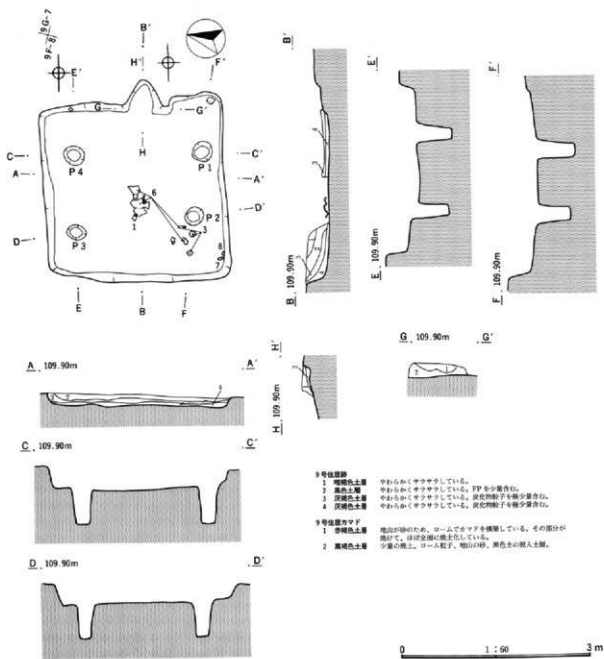 9G-7
9F-8
B′
H′
E′
F′
G
G′
C
C′
A
A′
H
D
D′
P4
P1
P2
P3
6
1
3
8
7
E
B
F
B′
B 109.90m
E′
E 109.90m
F′
F 109.90m
A 109.90m
A′
4
H′
H 109.90m
G 109.90m
G′
C 109.90m
C′
D 109.90m
D′
9号住居跡
1 暗褐色土層 やわらかくサラサラしている。
2 黒色土層 やわらかくサラサラしている。FPを少量含む。
3 灰褐色土層 やわらかくサラサラしている。炭化物粒子を極少量含む。
4 灰褐色土層 やわらかくサラサラしている。炭化物粒子を極少量含む。
9号住居カマド
1 赤褐色土層 地山が砂のため、ロームでカマドを構築している。その部分が
焼けて、ほぼ全面に焼土化している。
2 黒褐色土層 少量の焼土、ローム粒子、地山の砂、黒色土の混入土層。
0 1:60 3m